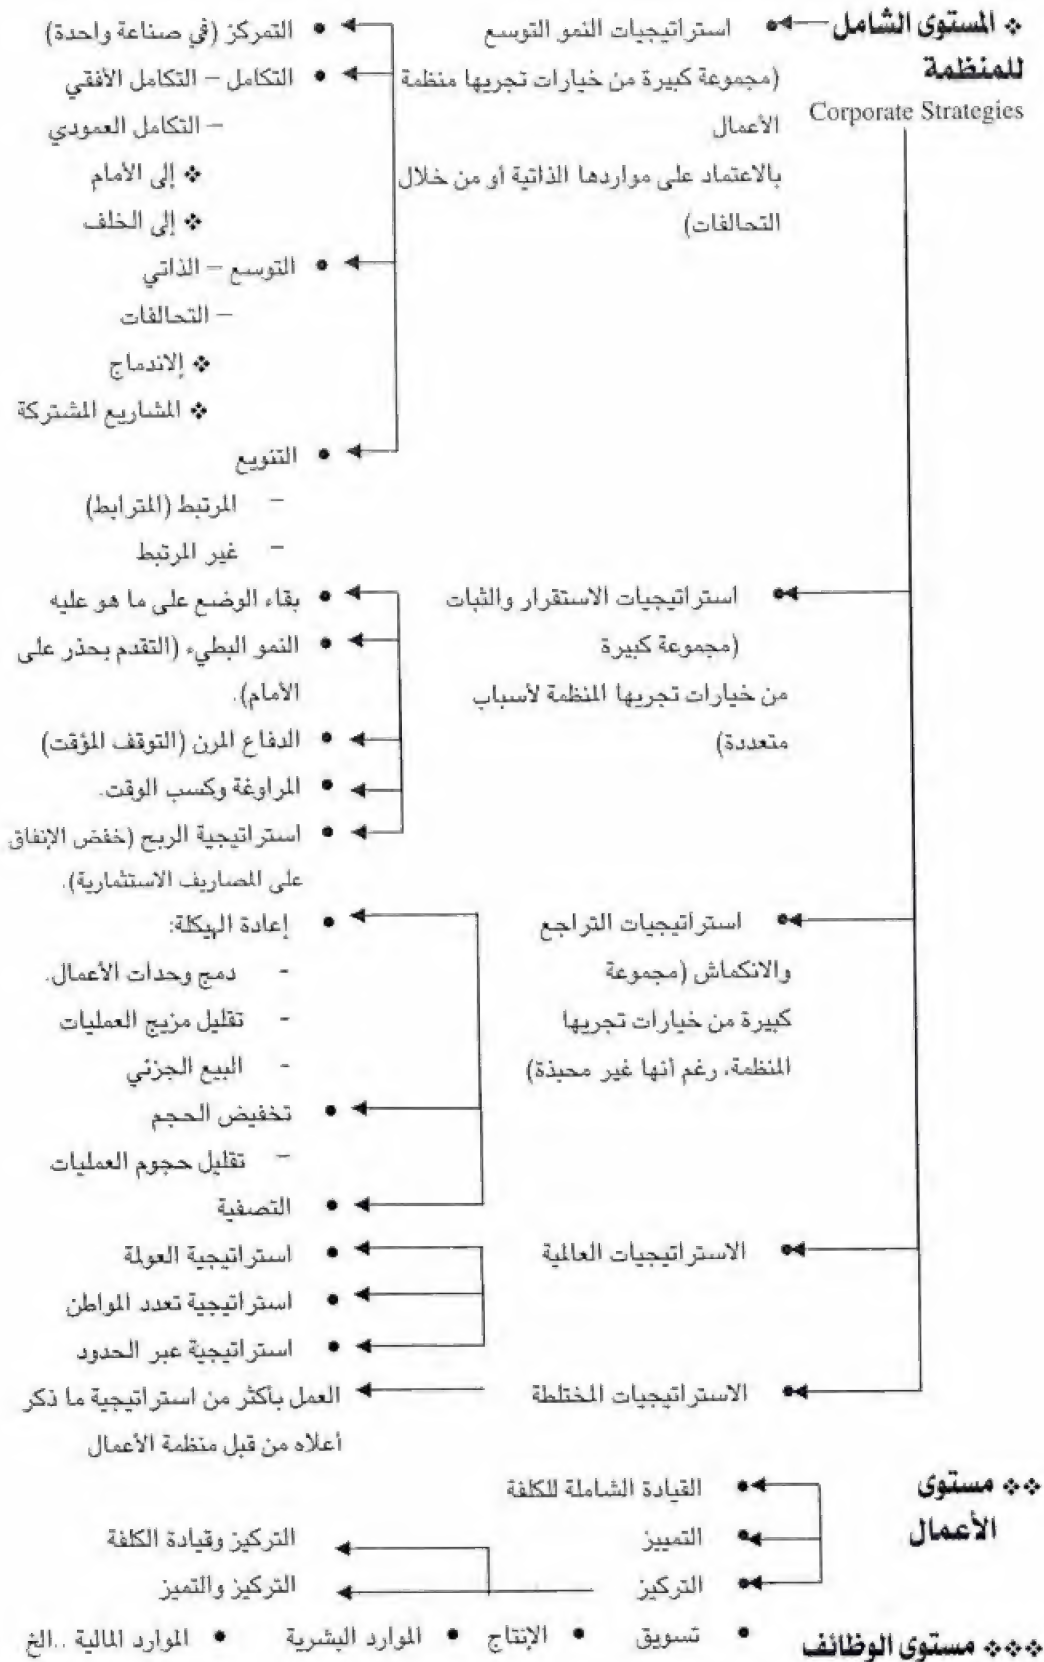 ❖ المستوى الشامل
للمنظمة
Corporate Strategies
• استراتيجيات النمو التوسع
(مجموعة كبيرة من خيارات تجريها منظمة
الأعمال
بالاعتماد على مواردها الذاتية أو من خلال
التحالفات)
• التمركز (في صناعة واحدة)
• التكامل – التكامل الأفقي
– التكامل العمودي
❖ إلى الأمام
❖ إلى الخلف
• التوسع – الذاتي
– التحالفات
❖ الاندماج
❖ المشاريع المشتركة
• التنويع
– المرتبط (المترابط)
– غير المرتبط
• استراتيجيات الاستقرار والثبات
(مجموعة كبيرة
من خيارات تجريها المنظمة لأسباب
متعددة)
• بقاء الوضع على ما هو عليه
• النمو البطيء (التقدم بحذر على
الأمام).
• الدفاع المرن (التوقف المؤقت)
• المراوغة وكسب الوقت.
• استراتيجية الربح (خفض الإنفاق
على المصاريف الاستثمارية).
• استراتيجيات التراجع
والانكماش (مجموعة
كبيرة من خيارات تجريها
المنظمة، رغم أنها غير محبذة)
• إعادة الهيكلة:
- دمج وحدات الأعمال.
- تقليل مزيج العمليات
- البيع الجزئي
• تخفيض الحجم
– تقليل حجوم العمليات
• التصفية
• الاستراتيجيات العالمية
• استراتيجية العولمة
• استراتيجية تعدد المواطن
• استراتيجية عبر الحدود
• الاستراتيجيات المختلطة
العمل بأكثر من استراتيجية ما ذكر
أعلاه من قبل منظمة الأعمال
❖❖ مستوى
الأعمال
• القيادة الشاملة للكلفة
• التمييز
• التركيز
التركيز وقيادة الكلفة
التركيز والتميز
❖❖❖ مستوى الوظائف
• تسويق • الإنتاج • الموارد البشرية • الموارد المالية ..الخ